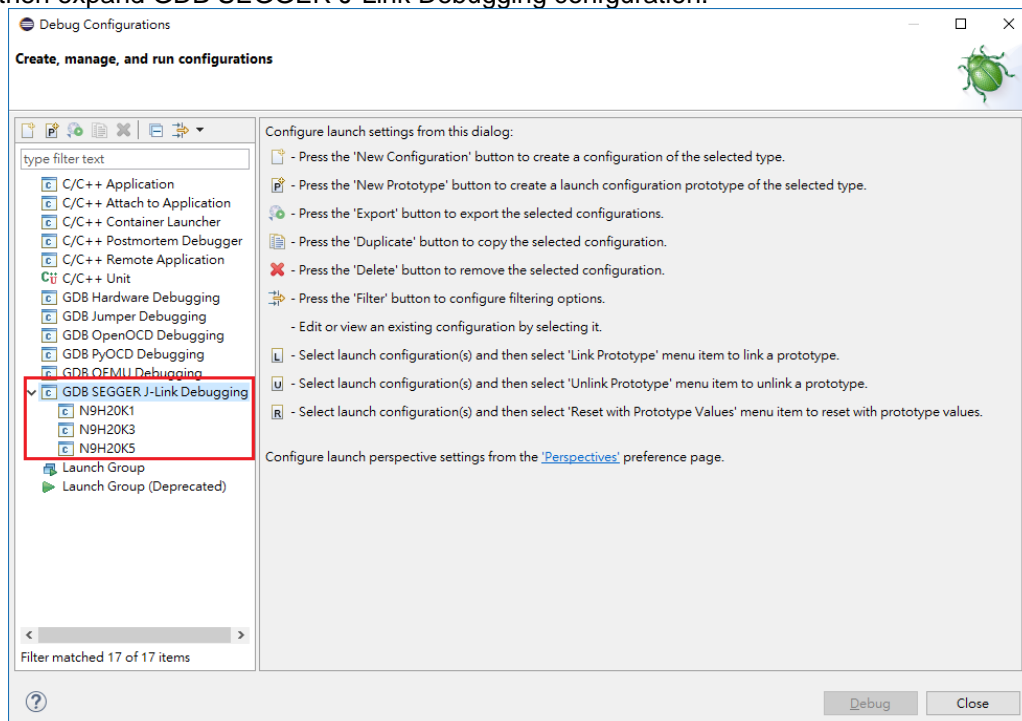 then expand GDB SEGGER J-Link Debugging configuration.
Debug Configurations
Create, manage, and run configurations
type filter text
C/C++ Application
C/C++ Attach to Application
C/C++ Container Launcher
C/C++ Postmortem Debugger
C/C++ Remote Application
C/C++ Unit
GDB Hardware Debugging
GDB Jumper Debugging
GDB OpenOCD Debugging
GDB PyOCD Debugging
GDB QEMU Debugging
GDB SEGGER J-Link Debugging
N9H20K1
N9H20K3
N9H20K5
Launch Group
Launch Group (Deprecated)
Filter matched 17 of 17 items
Configure launch settings from this dialog:
- Press the 'New Configuration' button to create a configuration of the selected type.
- Press the 'New Prototype' button to create a launch configuration prototype of the selected type.
- Press the 'Export' button to export the selected configurations.
- Press the 'Duplicate' button to copy the selected configuration.
- Press the 'Delete' button to remove the selected configuration.
- Press the 'Filter' button to configure filtering options.
- Edit or view an existing configuration by selecting it.
- Select launch configuration(s) and then select 'Link Prototype' menu item to link a prototype.
- Select launch configuration(s) and then select 'Unlink Prototype' menu item to unlink a prototype.
- Select launch configuration(s) and then select 'Reset with Prototype Values' menu item to reset with prototype values.
Configure launch perspective settings from the 'Perspectives' preference page.
Debug
Close